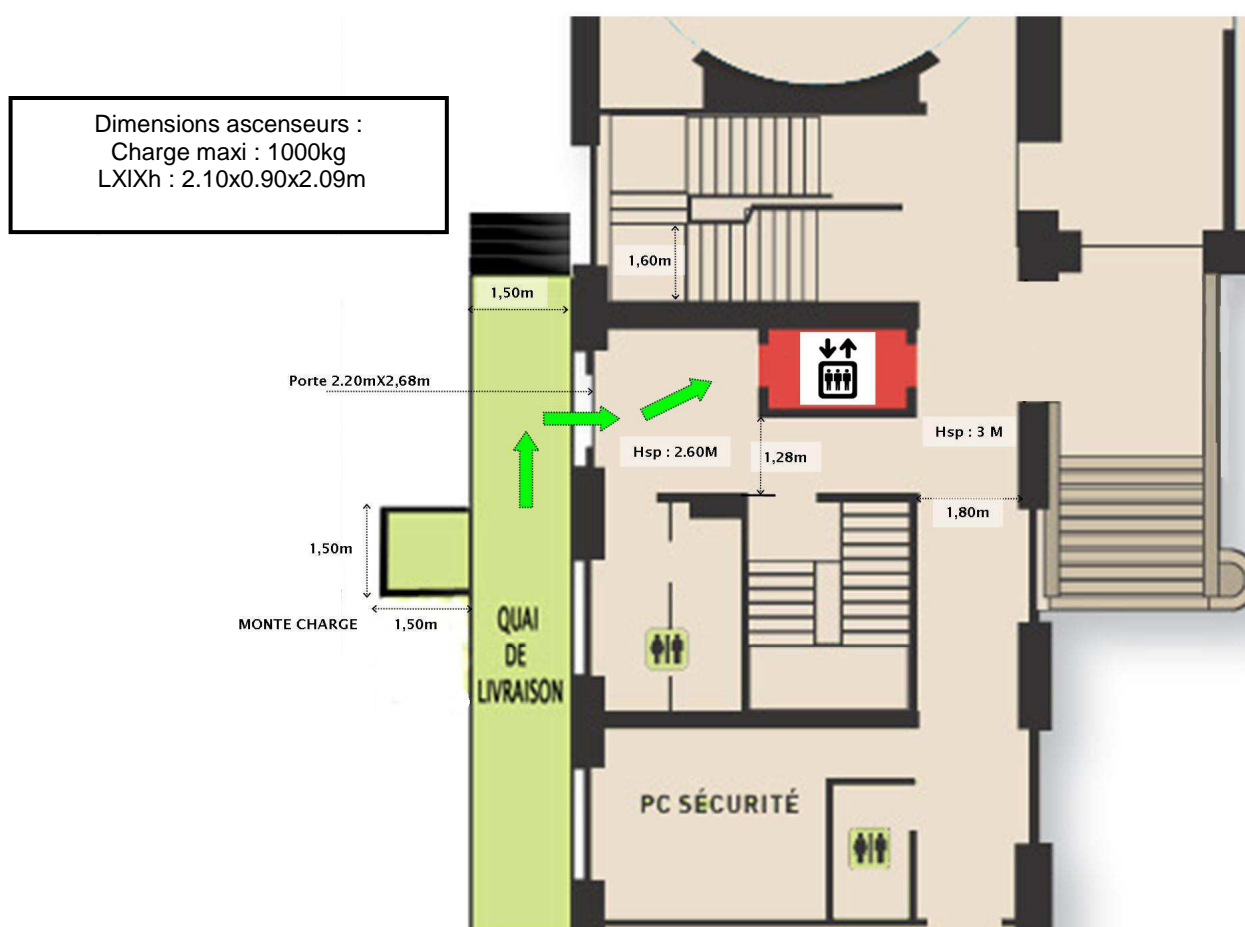 Dimensions ascenseurs :
Charge maxi : 1000kg
LXlXh : 2.10x0.90x2.09m
1,60m
1,50m
Porte 2.20mX2,68m
Hsp : 2.60M
1,28m
Hsp : 3 M
1,80m
1,50m
MONTE CHARGE
1,50m
QUAI
DE
LIVRAISON
PC SÉCURITÉ